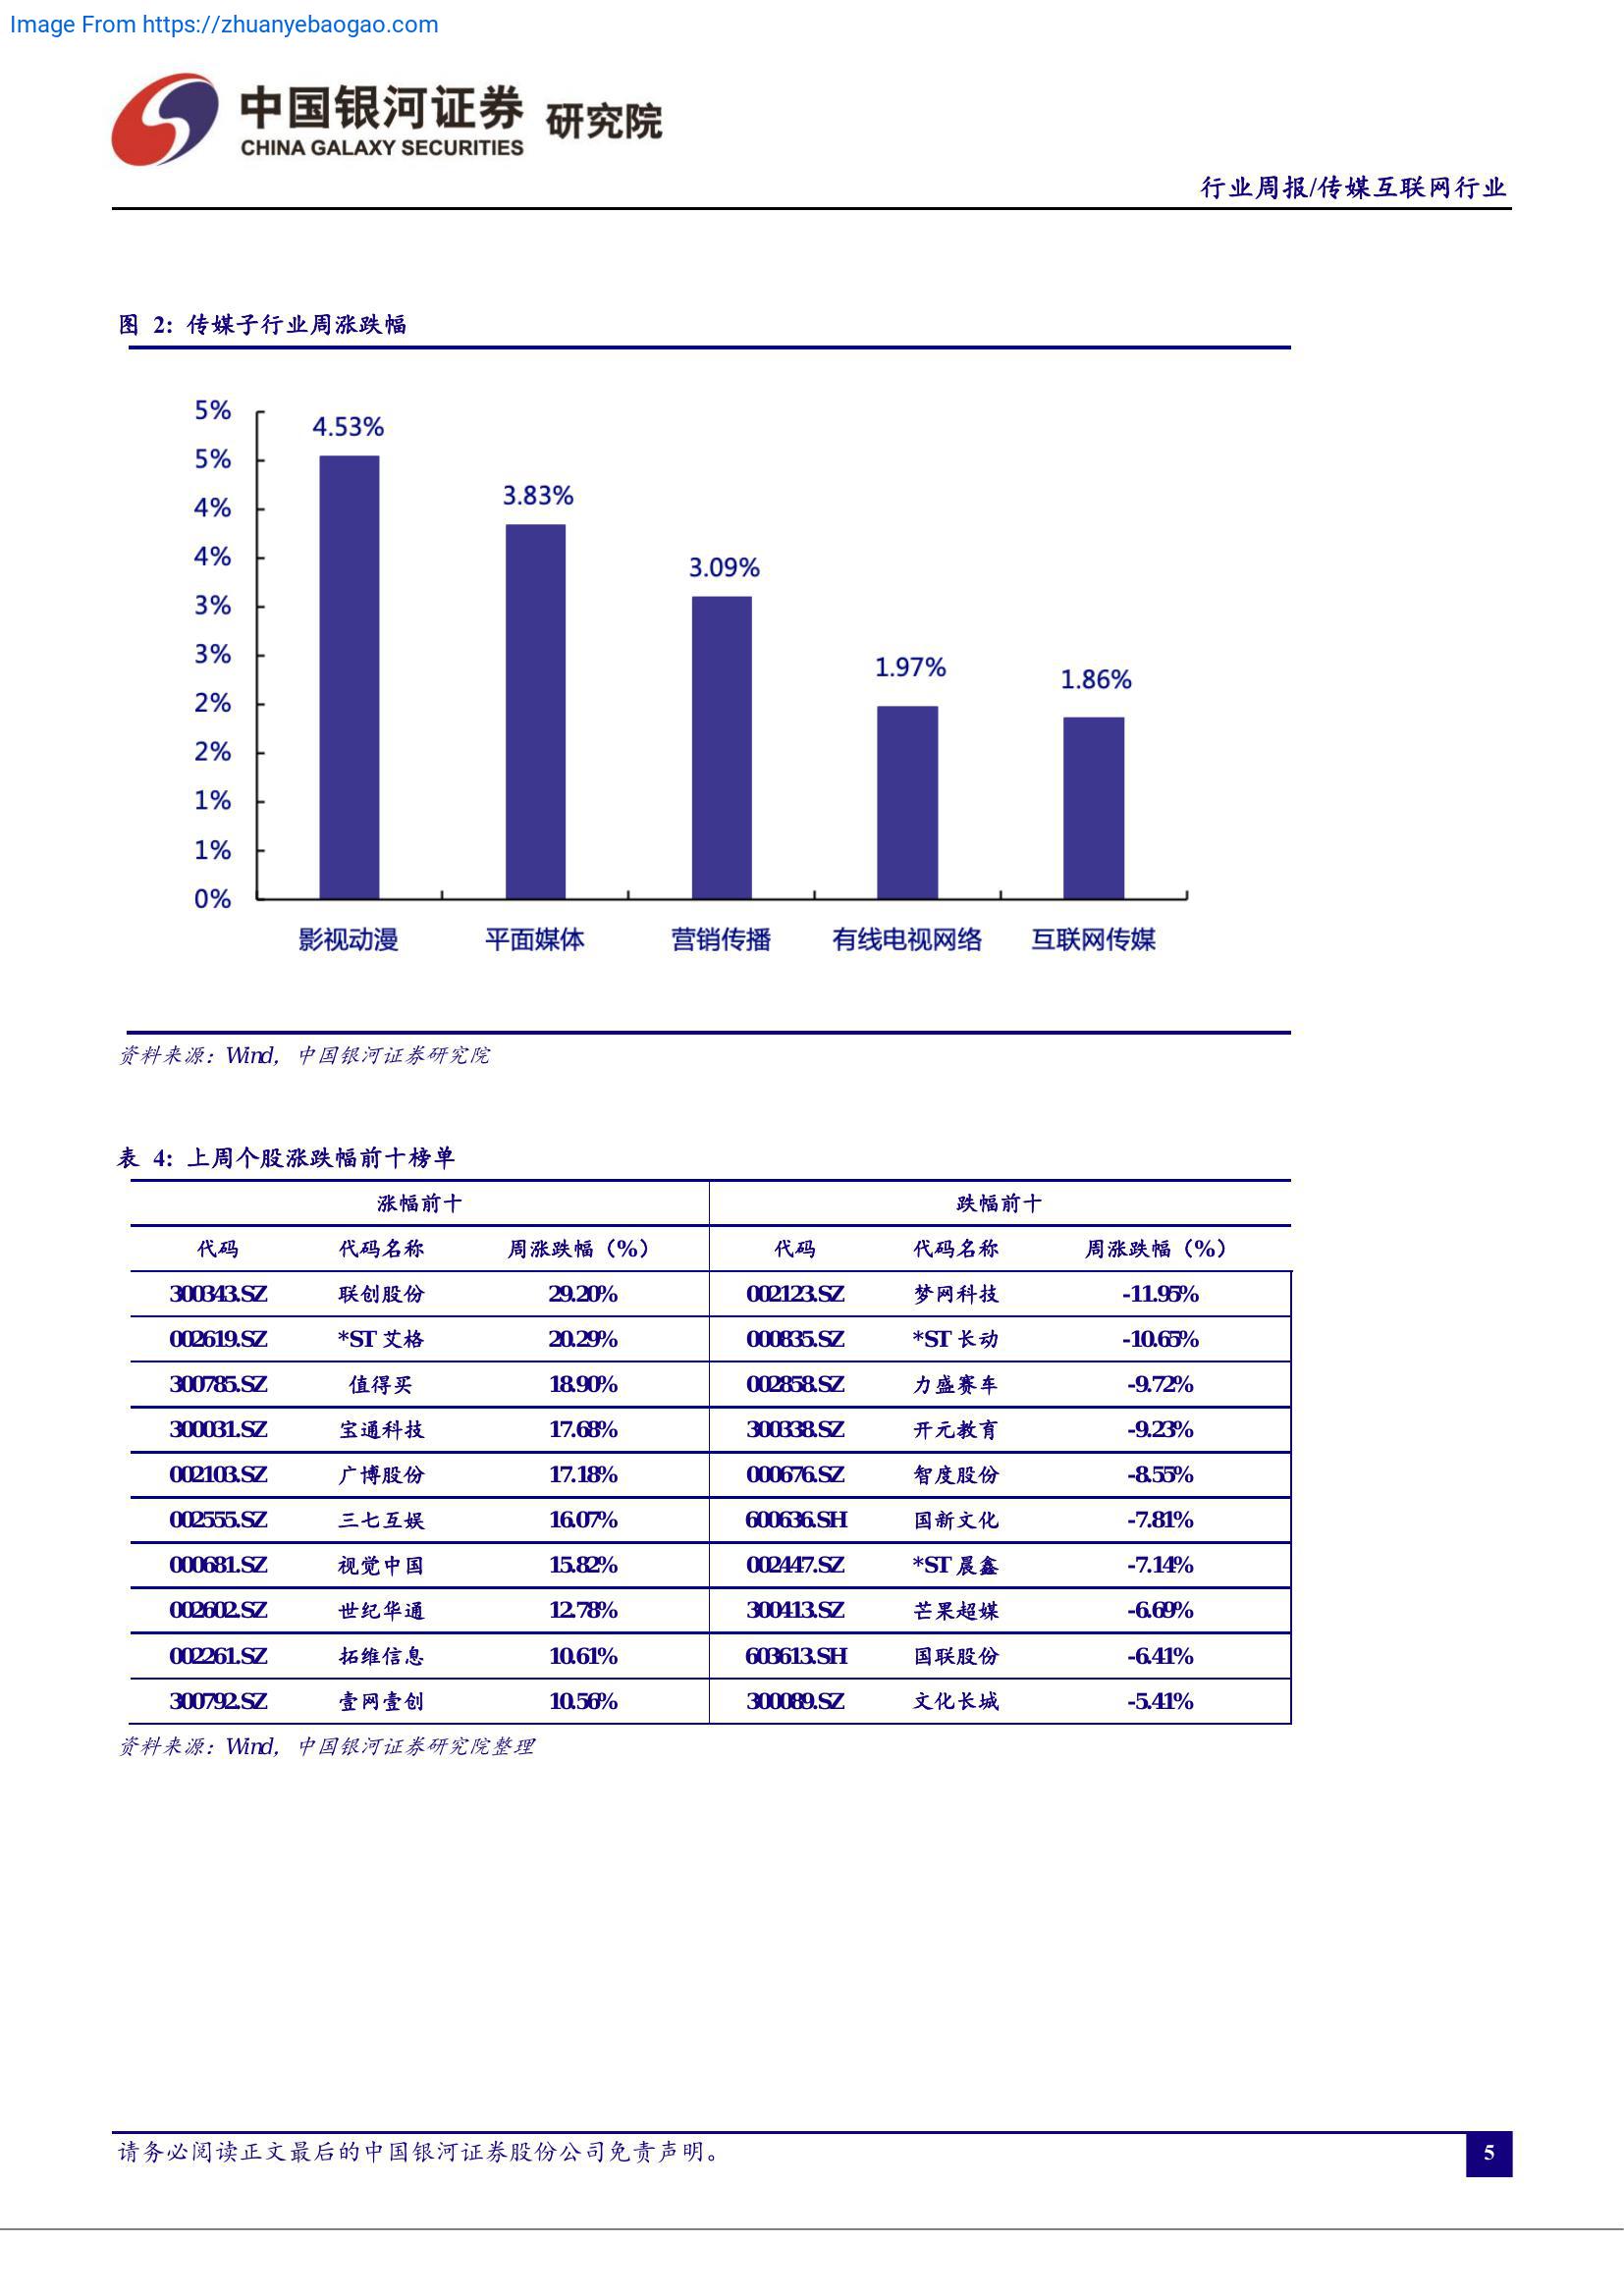 Image From https://zhuanyebaogao.com
中国银河证券 研究院
CHINA GALAXY SECURITIES
行业周报/传媒互联网行业
图 2: 传媒子行业周涨跌幅
5%
5%
4%
4%
3%
3%
2%
2%
1%
1%
0%
4.53%
3.83%
3.09%
1.97%
1.86%
影视动漫 平面媒体 营销传播 有线电视网络 互联网传媒
资料来源：Wind，中国银河证券研究院
表 4: 上周个股涨跌幅前十榜单
涨幅前十 跌幅前十
代码 代码名称 周涨跌幅（%） 代码 代码名称 周涨跌幅（%）
300343.SZ 联创股份 29.20% 002123.SZ 梦网科技 -11.95%
002619.SZ *ST 艾格 20.29% 000835.SZ *ST 长动 -10.65%
300785.SZ 值得买 18.90% 002858.SZ 力盛赛车 -9.72%
300031.SZ 宝通科技 17.68% 300338.SZ 开元教育 -9.23%
002103.SZ 广博股份 17.18% 000676.SZ 智度股份 -8.55%
002555.SZ 三七互娱 16.07% 600636.SH 国新文化 -7.81%
000681.SZ 视觉中国 15.82% 002447.SZ *ST 晨鑫 -7.14%
002602.SZ 世纪华通 12.78% 300413.SZ 芒果超媒 -6.69%
002261.SZ 拓维信息 10.61% 603613.SH 国联股份 -6.41%
300792.SZ 壹网壹创 10.56% 300089.SZ 文化长城 -5.41%
资料来源：Wind，中国银河证券研究院整理
请务必阅读正文最后的中国银河证券股份公司免责声明。
5